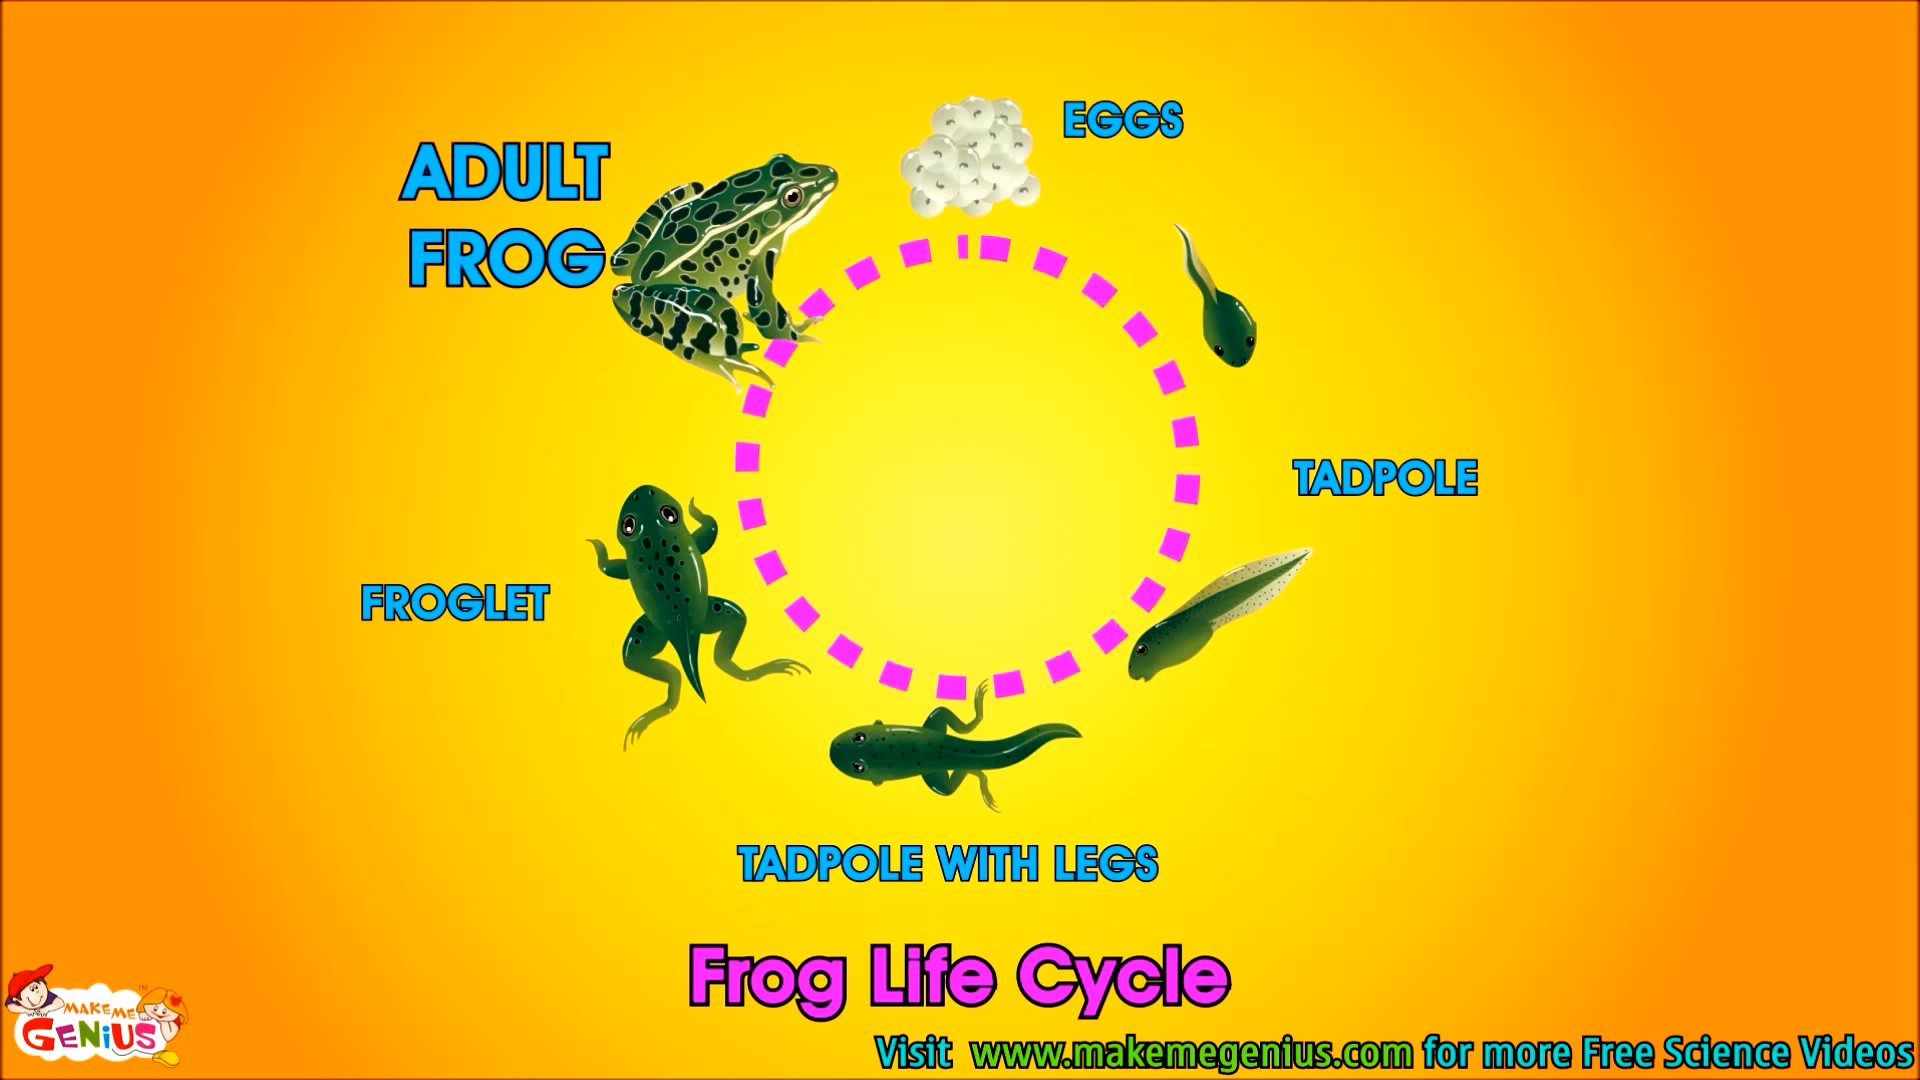 EGGS
ADULT
FROG
TADPOLE
FROGLET
TADPOLE WITH LEGS
Frog Life Cycle
MAKE ME
GENiUS
TM
Visit www.makemegenius.com for more Free Science Videos